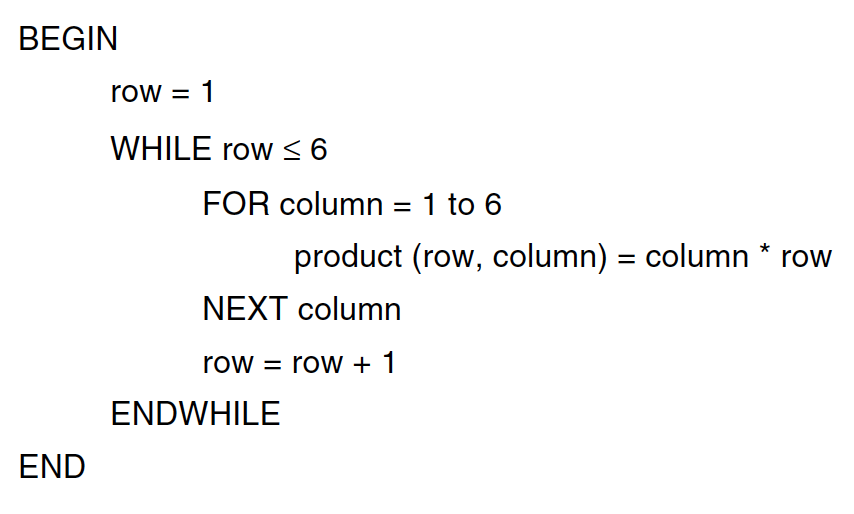 BEGIN
row = 1
WHILE row ≤ 6
FOR column = 1 to 6
product (row, column) = column * row
NEXT column
row = row + 1
ENDWHILE
END